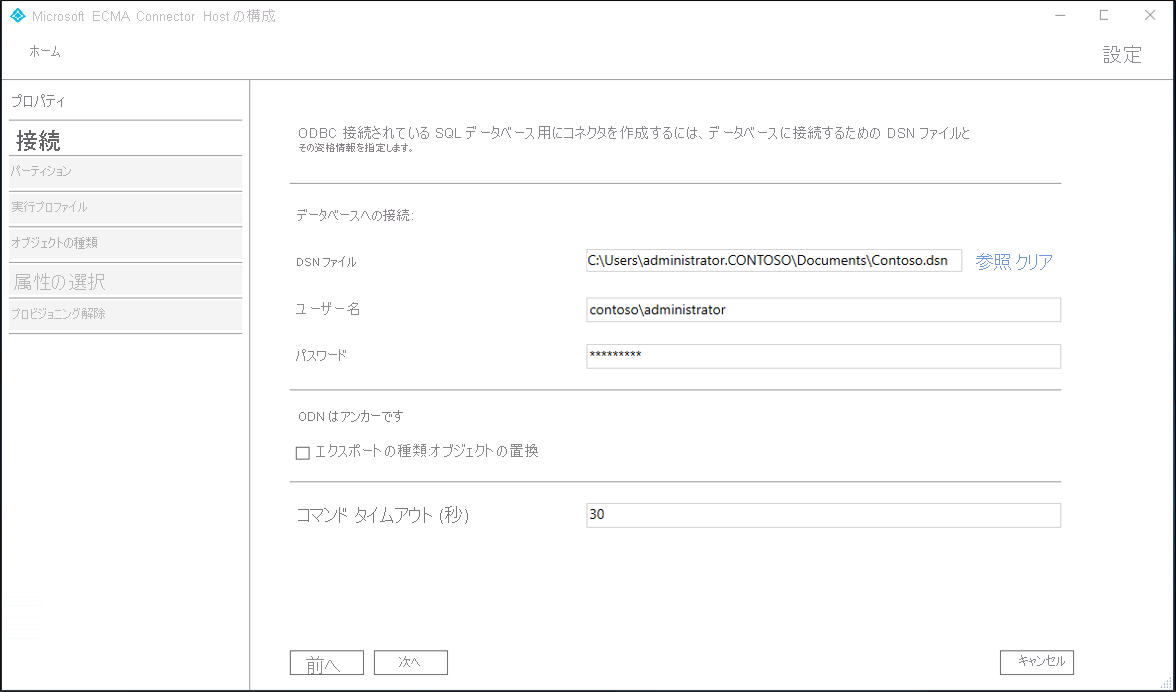 Microsoft ECMA Connector Host の構成
ホーム
設定
プロパティ
接続
パーティション
実行プロファイル
オブジェクトの種類
属性の選択
プロビジョニング解除
ODBC 接続されている SQL データベース用にコネクタを作成するには、データベースに接続するための DSN ファイルと
その資格情報を指定します。
データベースへの接続:
DSN ファイル C:\Users\administrator.CONTOSO\Documents\Contoso.dsn 参照 クリア
ユーザー名 contoso\administrator
パスワード *********
ODN はアンカーです
エクスポートの種類:オブジェクトの置換
コマンド タイムアウト (秒) 30
前へ 次へ キャンセル